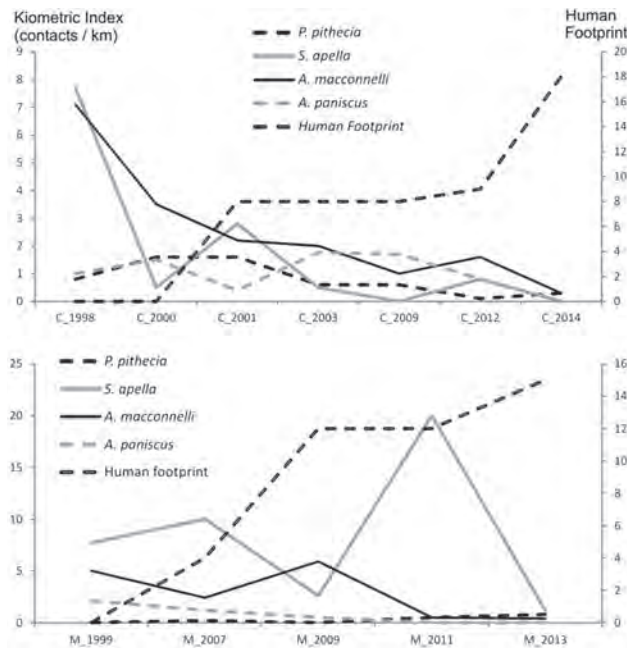 Kiometric Index
(contacts / km)
Human
Footprint
P. pithecia
S. apella
A. macconnelli
A. paniscus
Human Footprint
9
8
7
6
5
4
3
2
1
0
20
18
16
14
12
10
8
6
4
2
0
C_1998
C_2000
C_2001
C_2003
C_2009
C_2012
C_2014
P. pithecia
S. apella
A. macconnelli
A. paniscus
Human footprint
25
20
15
10
5
0
16
14
12
10
8
6
4
2
0
M_1999
M_2007
M_2009
M_2011
M_2013